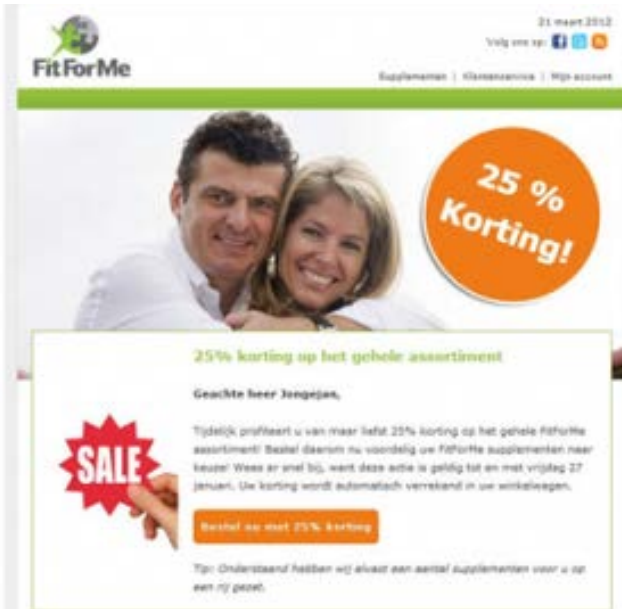 21 maart 2012
Volg ons op:
FitForMe
Supplementen | Klantenservice | Mijn account
25 %
Korting!
25% korting op het gehele assortiment
Geachte heer Jongejan,
Tijdelijk profiteert u van maar liefst 25% korting op het gehele FitForMe
assortiment! Bestel daarom nu voordelig uw FitForMe supplementen naar
keuze! Wees er snel bij, want deze actie is geldig tot en met vrijdag 27
januari. Uw korting wordt automatisch verrekend in uw winkelwagen.
SALE
Bestel nu met 25% korting
Tip: Onderstaand hebben wij alvast een aantal supplementen voor u op
een rij gezet.